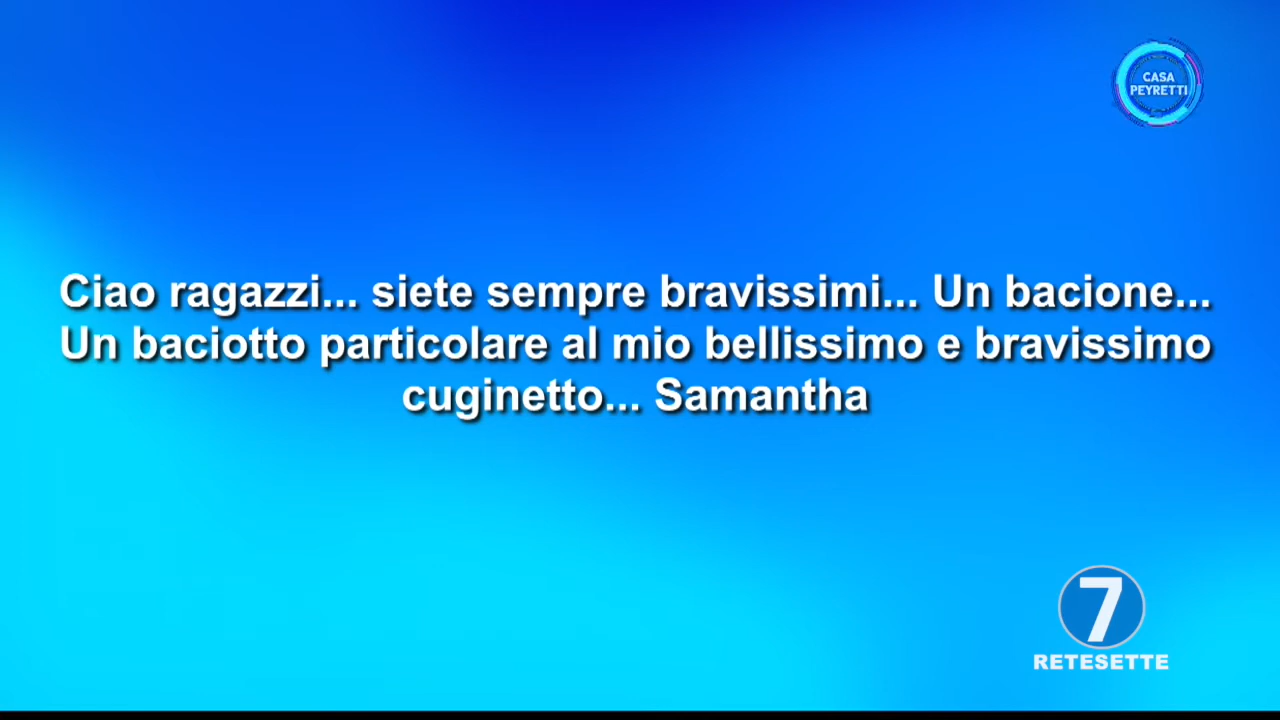 CASA
PEYRETTI
Ciao ragazzi... siete sempre bravissimi... Un bacione...
Un baciotto particolare al mio bellissimo e bravissimo
cuginetto... Samantha
7
RETESETTE